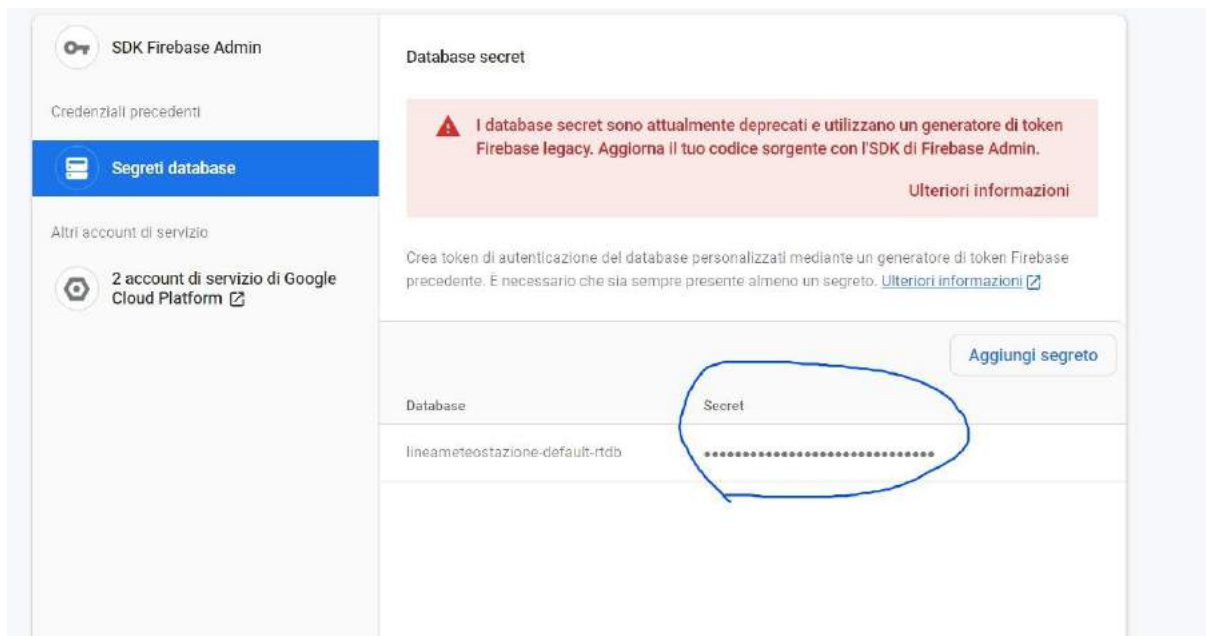 SDK Firebase Admin
Credenziali precedenti
Segreti database
Altri account di servizio
2 account di servizio di Google
Cloud Platform
Database secret
I database secret sono attualmente deprecati e utilizzano un generatore di token
Firebase legacy. Aggiorna il tuo codice sorgente con l'SDK di Firebase Admin.
Ulteriori informazioni
Crea token di autenticazione del database personalizzati mediante un generatore di token Firebase
precedente. È necessario che sia sempre presente almeno un segreto. Ulteriori informazioni
Aggiungi segreto
Database Secret
lineameteostazione-default-rtdb ••••••••••••••••••••••••••••••